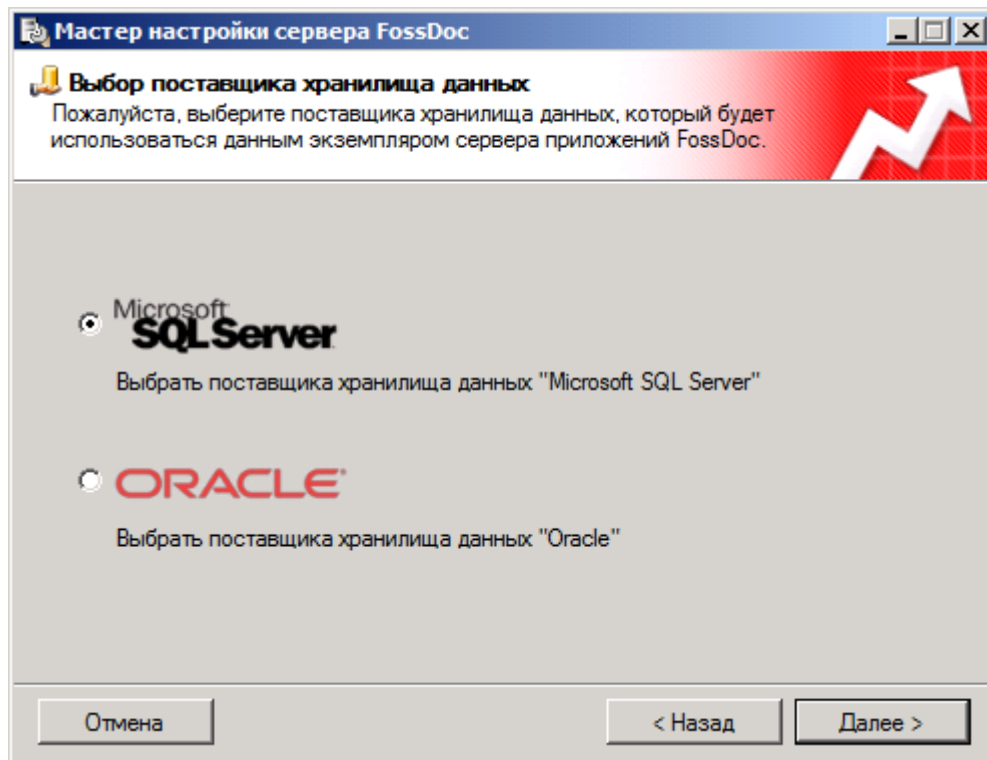 Мастер настройки сервера FossDoc
Выбор поставщика хранилища данных
Пожалуйста, выберите поставщика хранилища данных, который будет
использоваться данным экземпляром сервера приложений FossDoc.
Microsoft
SQL Server
Выбрать поставщика хранилища данных "Microsoft SQL Server"
ORACLE
Выбрать поставщика хранилища данных "Oracle"
Отмена
< Назад
Далее >